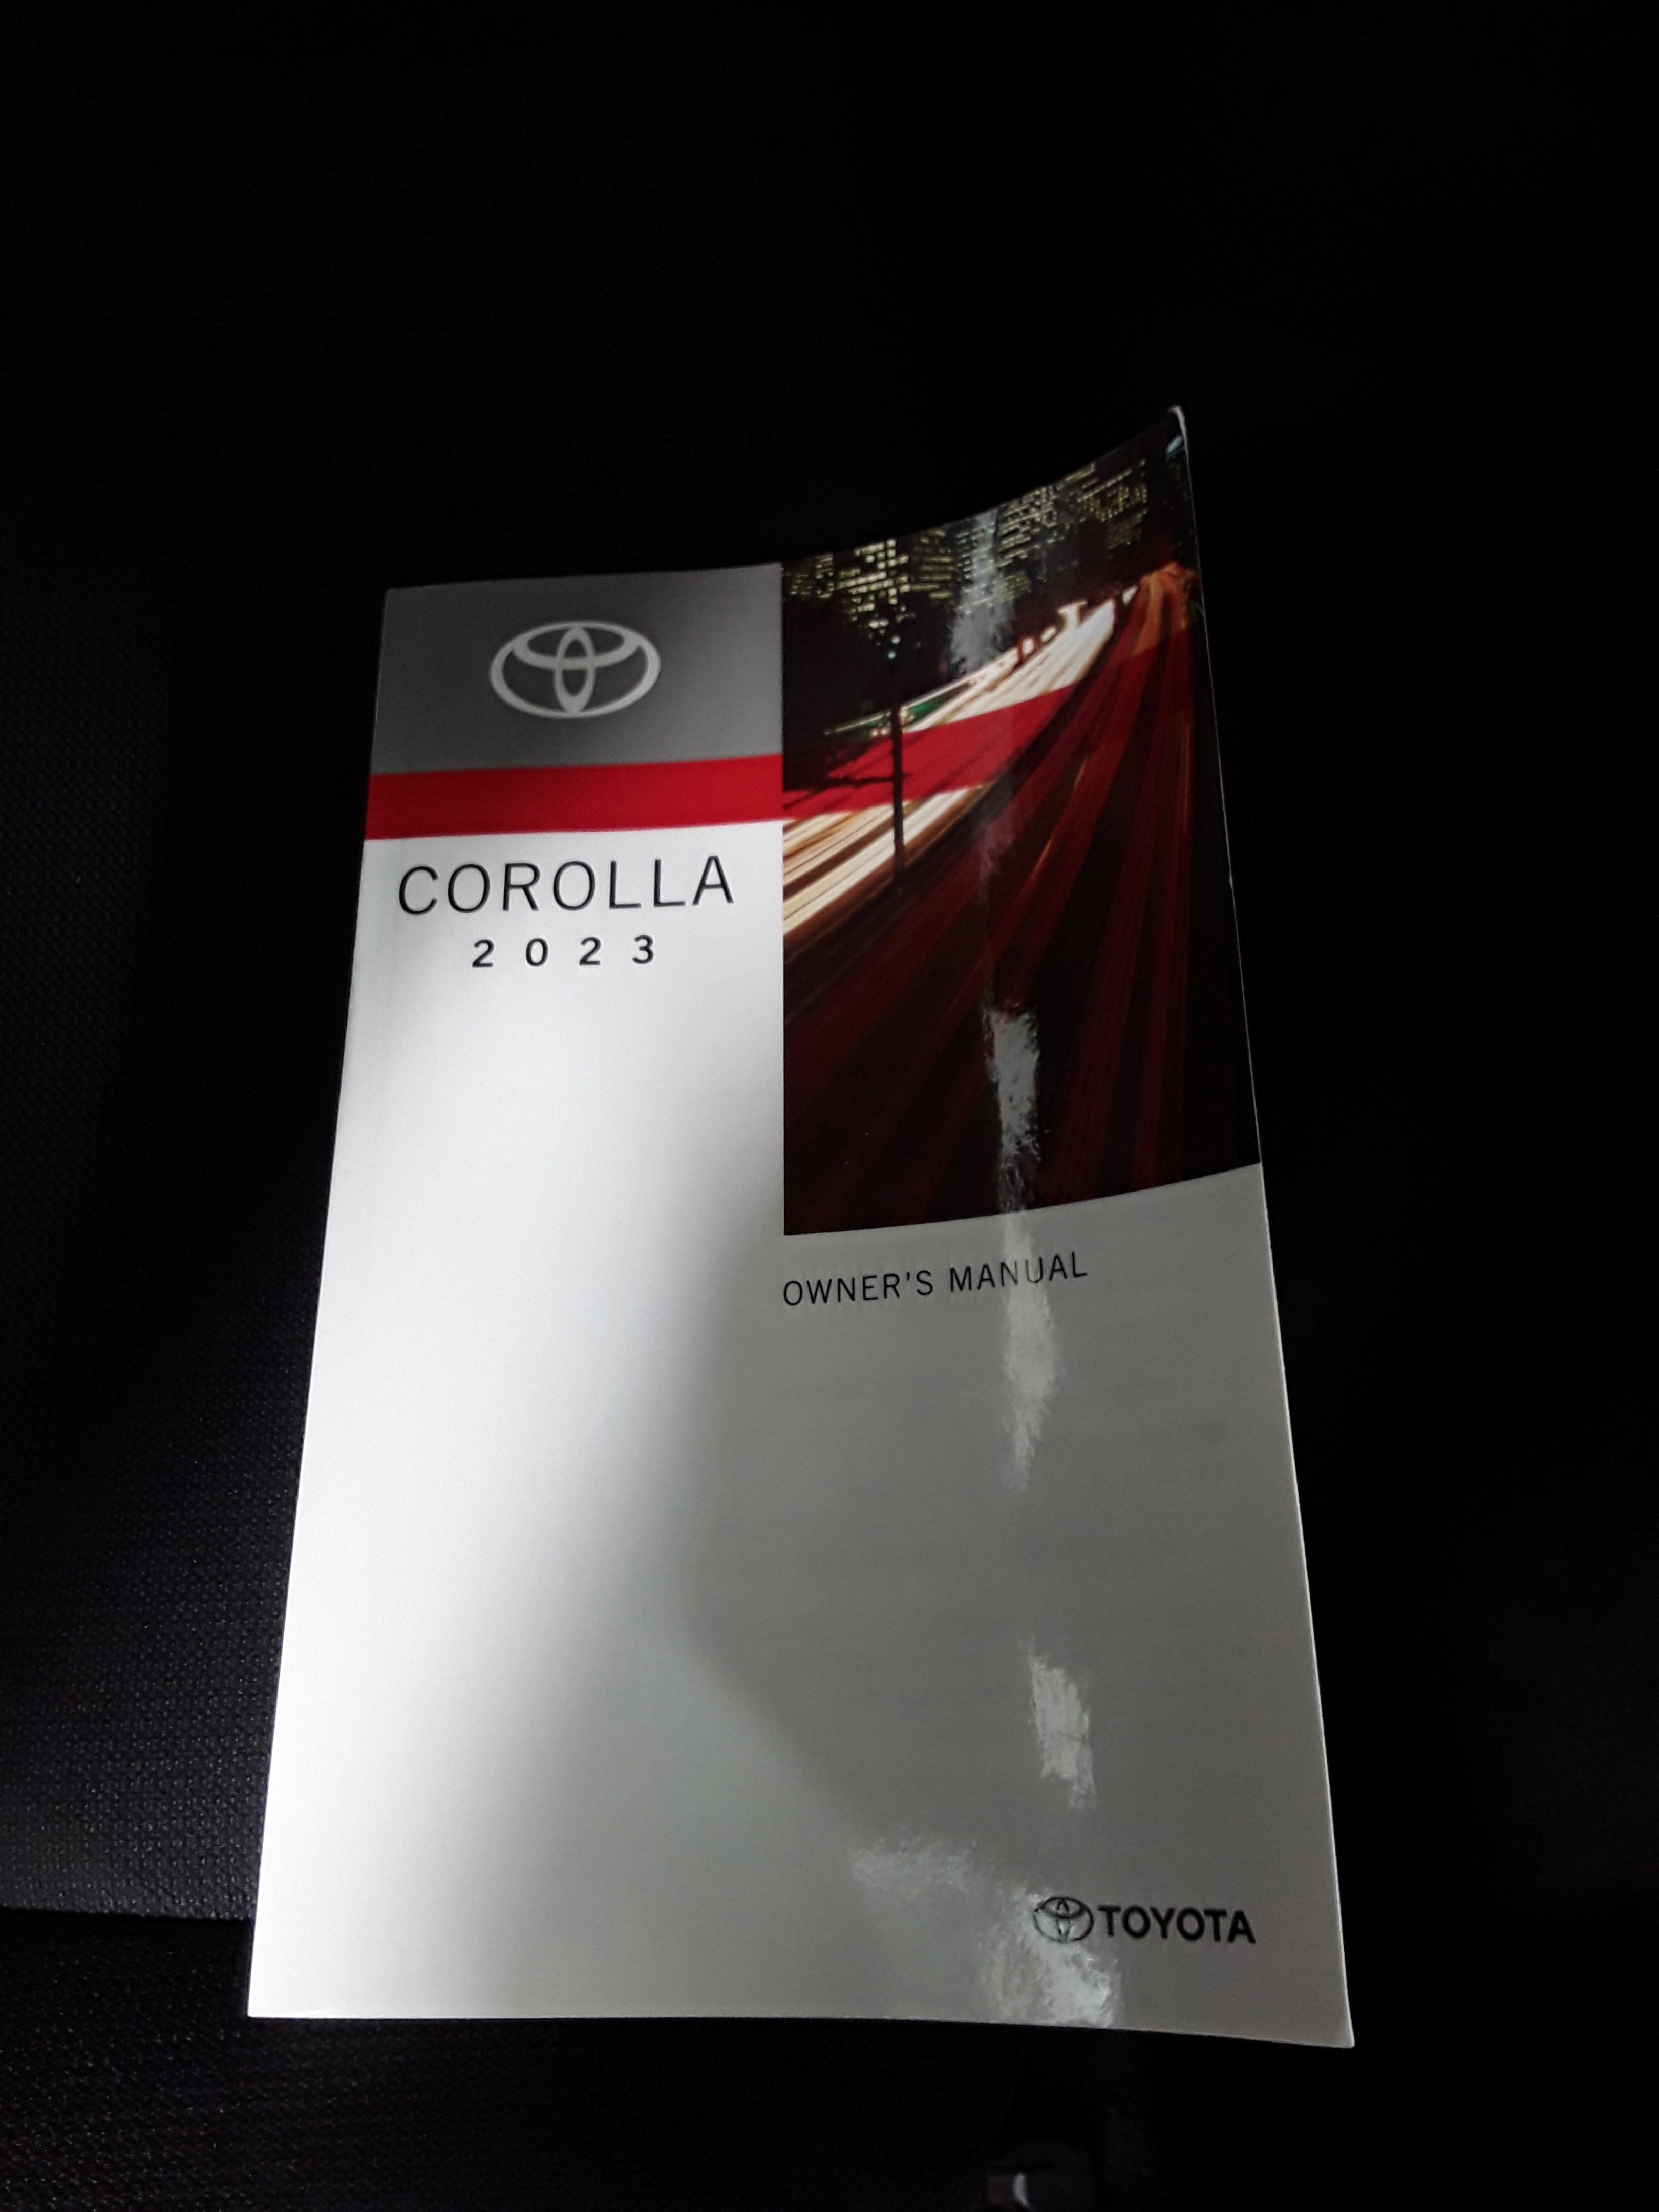 COROLLA
2023
OWNER'S MANUAL
TOYOTA